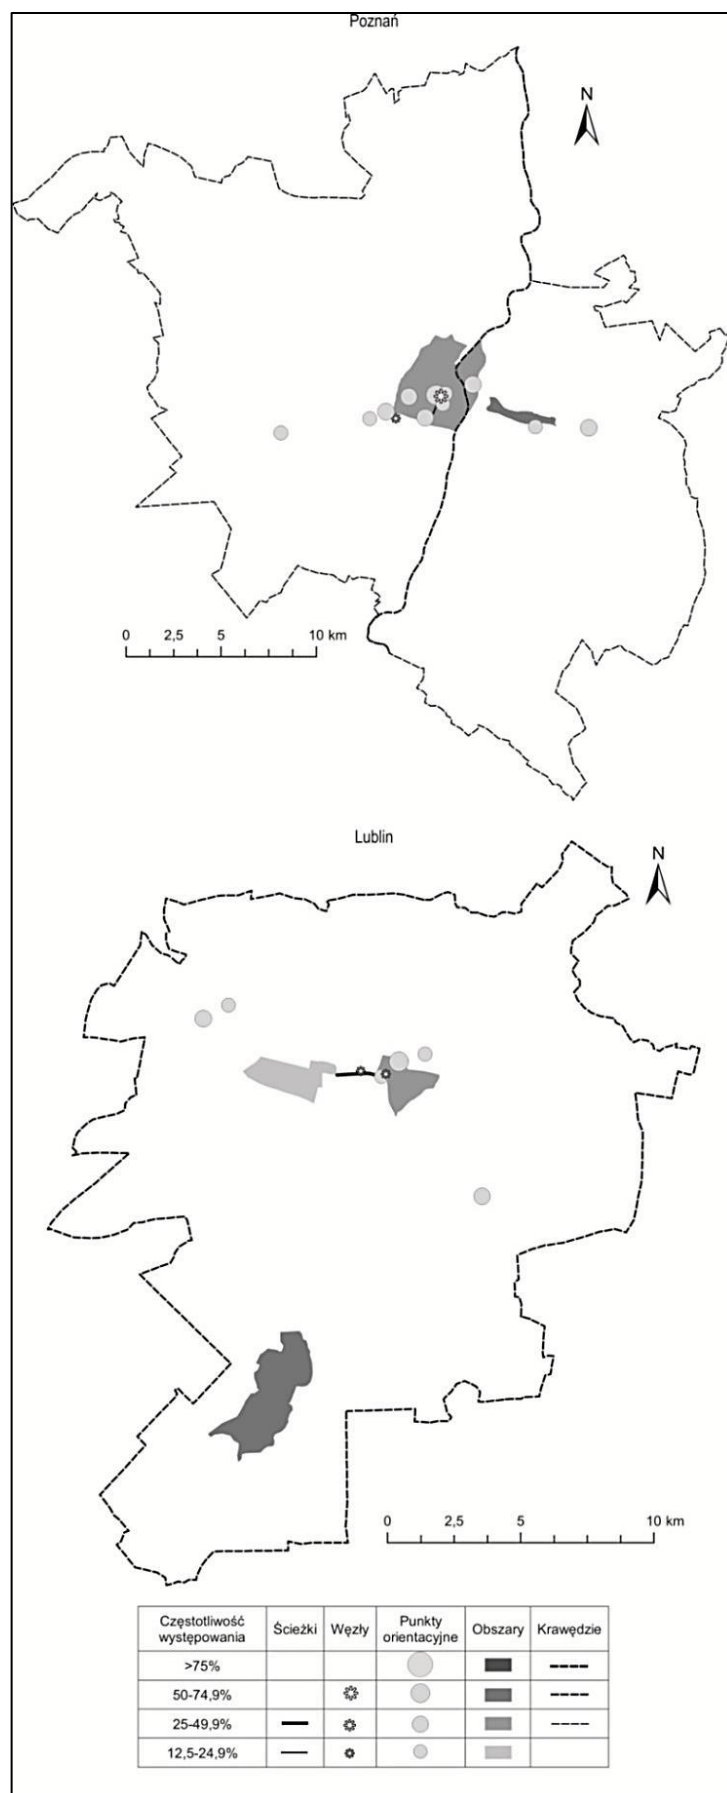 Poznań
N
0 2,5 5 10 km
Lublin
N
0 2,5 5 10 km
Częstotliwość występowania Ścieżki Węzły Punkty orientacyjne Obszary Krawędzie
>75%
50-74,9%
25-49,9%
12,5-24,9%